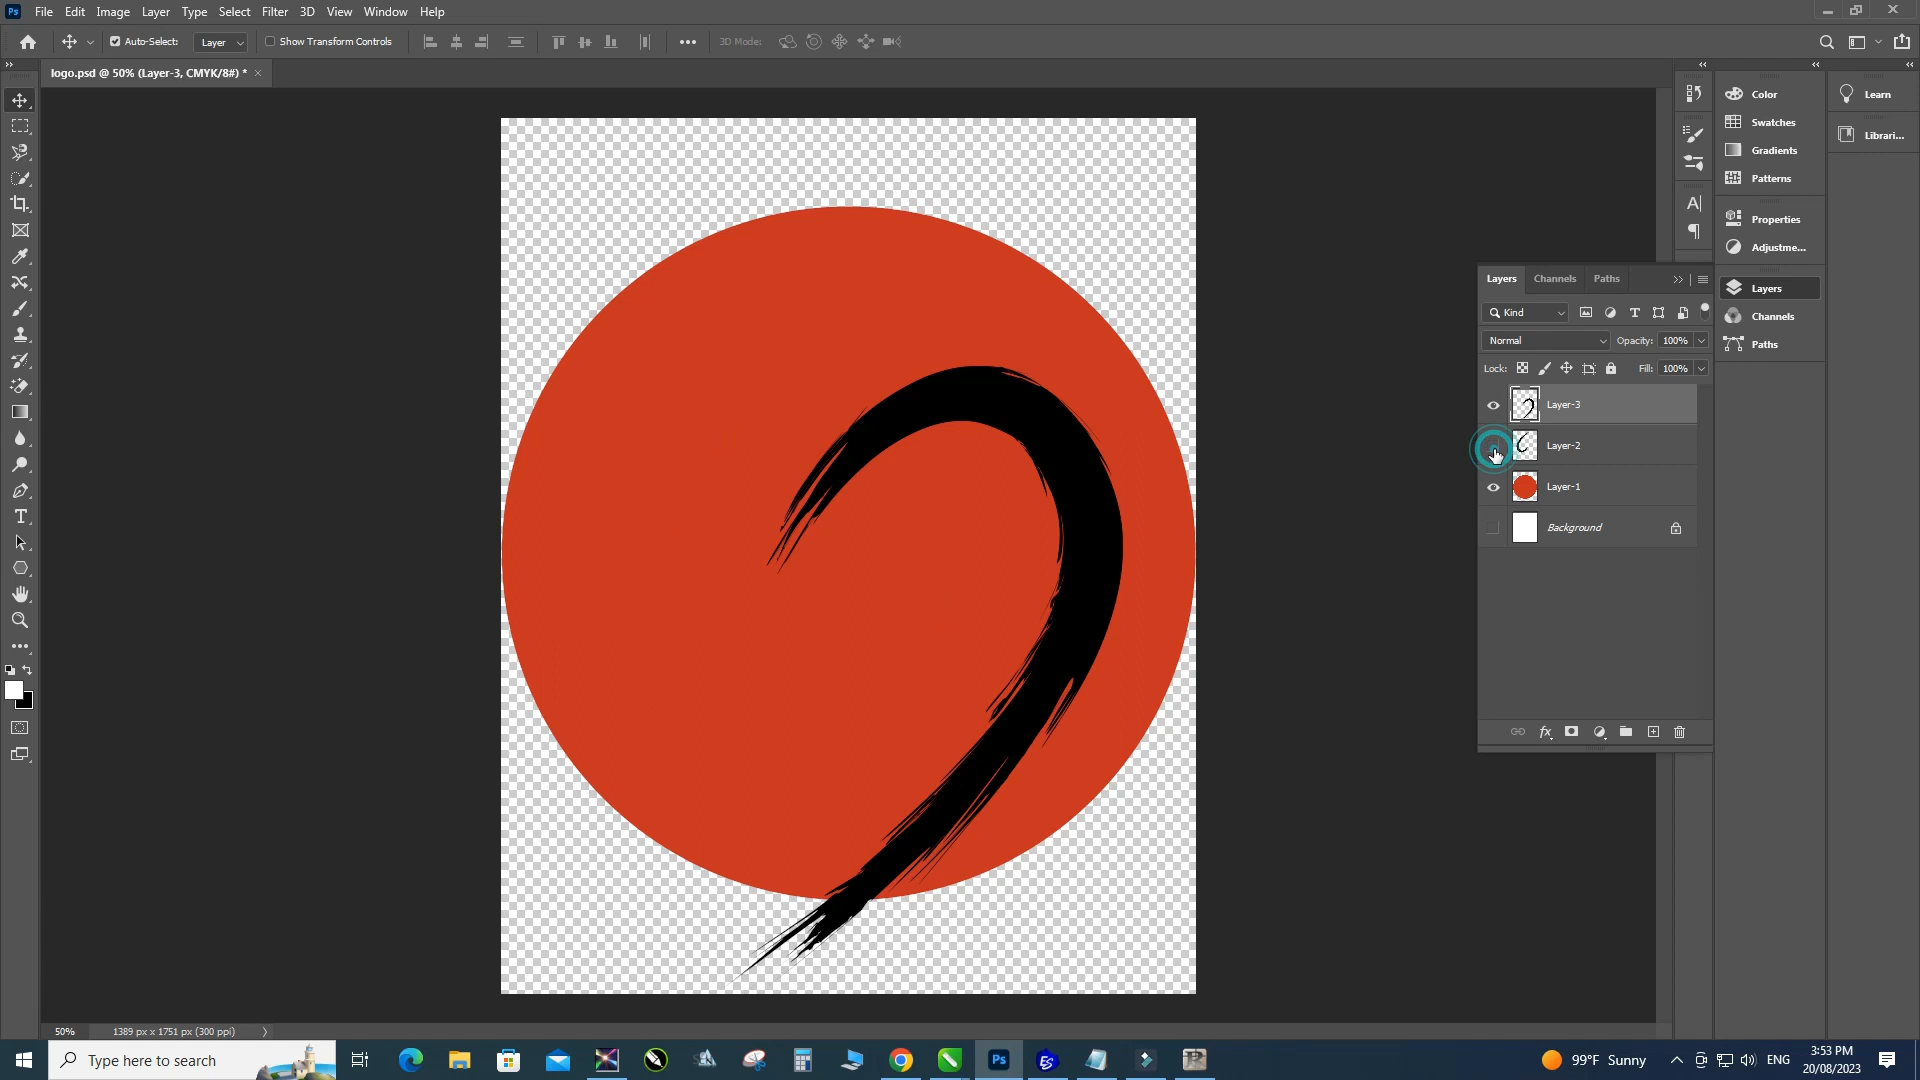 Ps File Edit Image Layer Type Select Filter 3D View Window Help
Auto-Select: Layer Show Transform Controls 3D Mode:
logo.psd @ 50% (Layer-3, CMYK/8#) *
Color
Swatches
Gradients
Patterns
Properties
Adjustme...
Layers
Channels
Paths
Learn
Librari...
Layers Channels Paths
Kind
Normal Opacity: 100%
Lock: Fill: 100%
Layer-3
Layer-2
Layer-1
Background
50% 1389 px x 1751 px (300 ppi)
Type here to search
Ps
ES
99°F Sunny
ENG
3:53 PM
20/08/2023